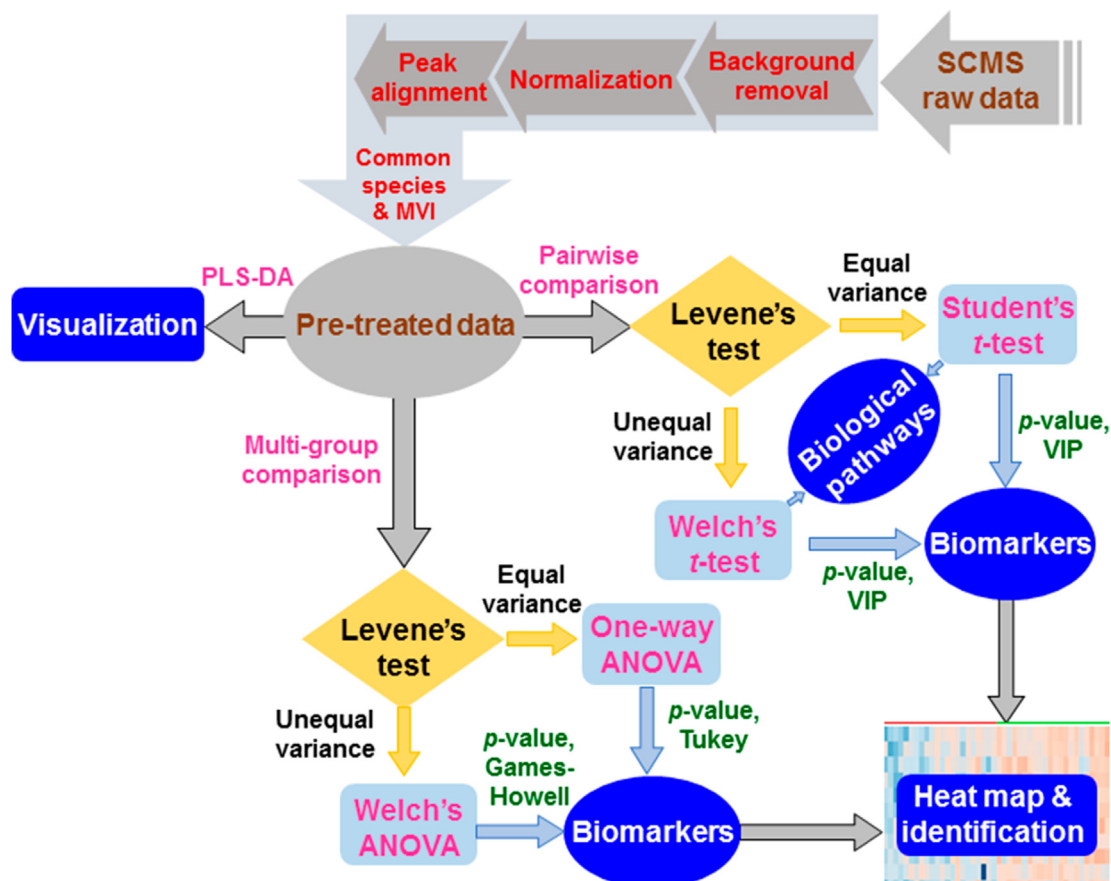 SCMS
raw data
Background
removal
Normalization
Peak
alignment
Common
species
& MVI
PLS-DA
Visualization
Pre-treated data
Pairwise
comparison
Levene's
test
Equal
variance
Student's
t-test
Unequal
variance
Biological
pathways
p-value,
VIP
Welch's
t-test
p-value,
VIP
Biomarkers
Multi-group
comparison
Levene's
test
Equal
variance
One-way
ANOVA
Unequal
variance
p-value,
Tukey
p-value,
Games-
Howell
Welch's
ANOVA
Biomarkers
Heat map &
identification